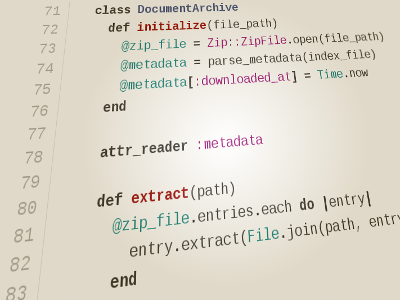 71 class DocumentArchive
72 def initialize(file_path)
73 @zip_file = Zip::ZipFile.open(file_path)
74 @metadata = parse_metadata(index_file)
75 @metadata[:downloaded_at] = Time.now
76 end
77
78 attr_reader :metadata
79
80 def extract(path)
81 @zip_file.entries.each do |entry|
82 entry.extract(File.join(path, entry
83 end